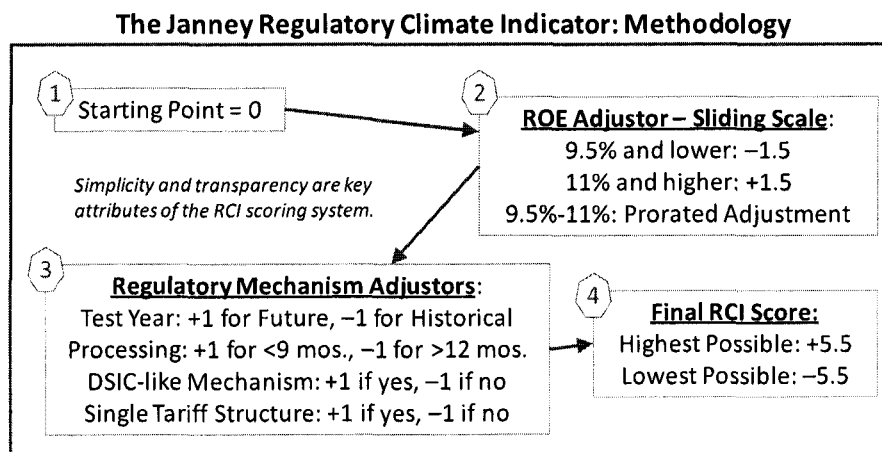 The Janney Regulatory Climate Indicator: Methodology
1
Starting Point = 0
2
ROE Adjustor – Sliding Scale:
9.5% and lower: –1.5
11% and higher: +1.5
9.5%-11%: Prorated Adjustment
Simplicity and transparency are key
attributes of the RCI scoring system.
3
Regulatory Mechanism Adjustors:
Test Year: +1 for Future, –1 for Historical
Processing: +1 for <9 mos., –1 for >12 mos.
DSIC-like Mechanism: +1 if yes, –1 if no
Single Tariff Structure: +1 if yes, –1 if no
4
Final RCI Score:
Highest Possible: +5.5
Lowest Possible: –5.5